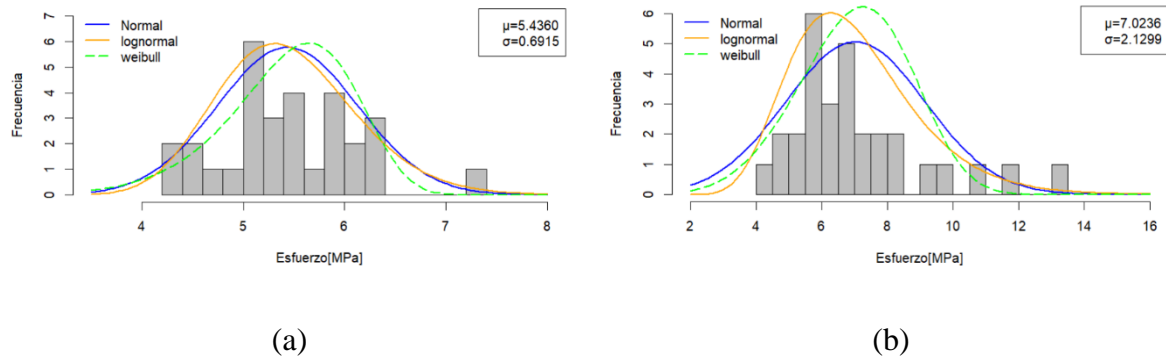 7
6
5
4
3
2
1
0
Frecuencia
Normal
lognormal
weibull
μ=5.4360
σ=0.6915
4 5 6 7 8
Esfuerzo[MPa]
(a)
6
5
4
3
2
1
0
Frecuencia
Normal
lognormal
weibull
μ=7.0236
σ=2.1299
2 4 6 8 10 12 14 16
Esfuerzo[MPa]
(b)